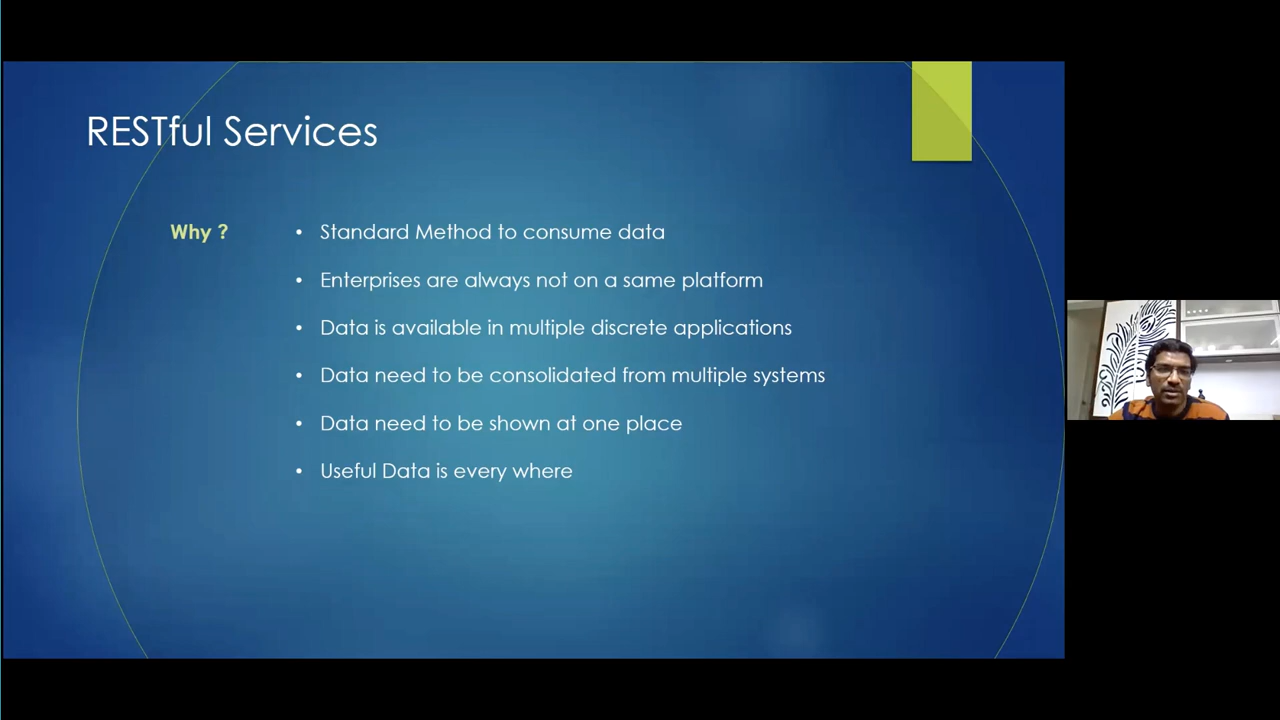 RESTful Services
Why ?
• Standard Method to consume data
• Enterprises are always not on a same platform
• Data is available in multiple discrete applications
• Data need to be consolidated from multiple systems
• Data need to be shown at one place
• Useful Data is every where